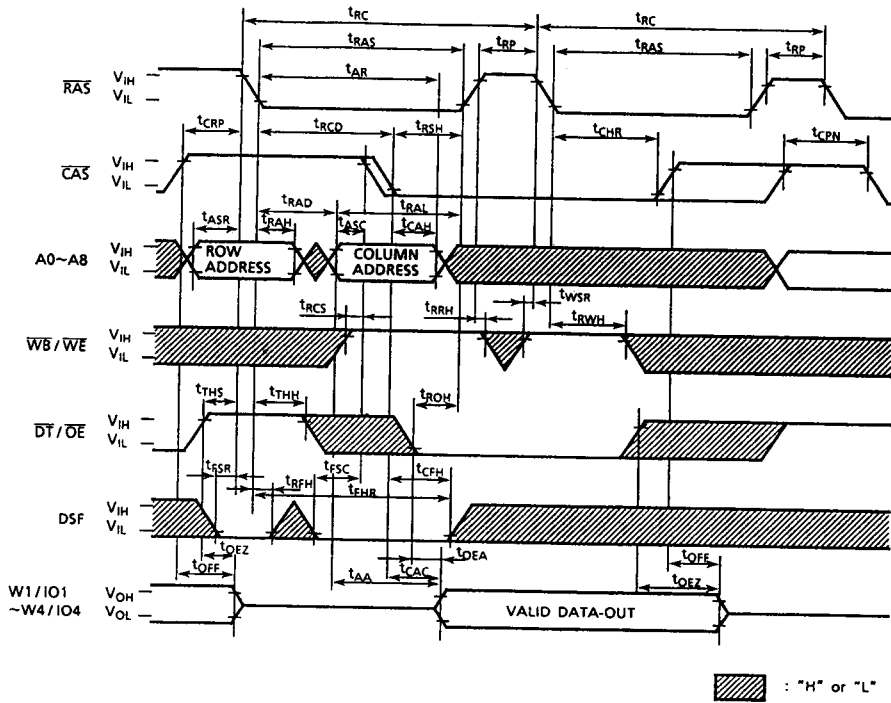 tRC tRC
tRAS tRP tRAS tRP
tAR
RAS VIH
VIL
tCRP tRCD tRSH tCHR tCPN
CAS VIH
VIL
tRAD tRAL
tASR tRAH tASC tCAH
A0~A8 VIH
VIL
ROW
ADDRESS
COLUMN
ADDRESS
tWSR
tRCS tRRH tRWH
WB/WE VIH
VIL
tTHS tTHH tROH
DT/OE VIH
VIL
tFSR tRFH tFSC tCFH
tFHR
DSF VIH
VIL
tOEZ tOEA
tOFF tAA tCAC tOFF
tOEZ
W1/IO1
~W4/IO4
VOH
VOL
VALID DATA-OUT
: "H" or "L"